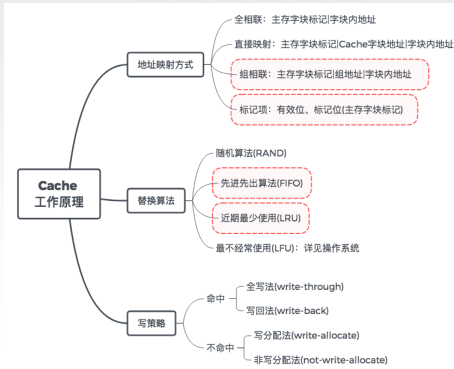 Cache
工作原理
地址映射方式
全相联：主存字块标记|字块内地址
直接映射：主存字块标记|Cache字块地址|字块内地址
组相联：主存字块标记|组地址|字块内地址
标记项：有效位、标记位(主存字块标记)
替换算法
随机算法(RAND)
先进先出算法(FIFO)
近期最少使用(LRU)
最不经常使用(LFU)：详见操作系统
写策略
命中
全写法(write-through)
写回法(write-back)
不命中
写分配法(write-allocate)
非写分配法(not-write-allocate)